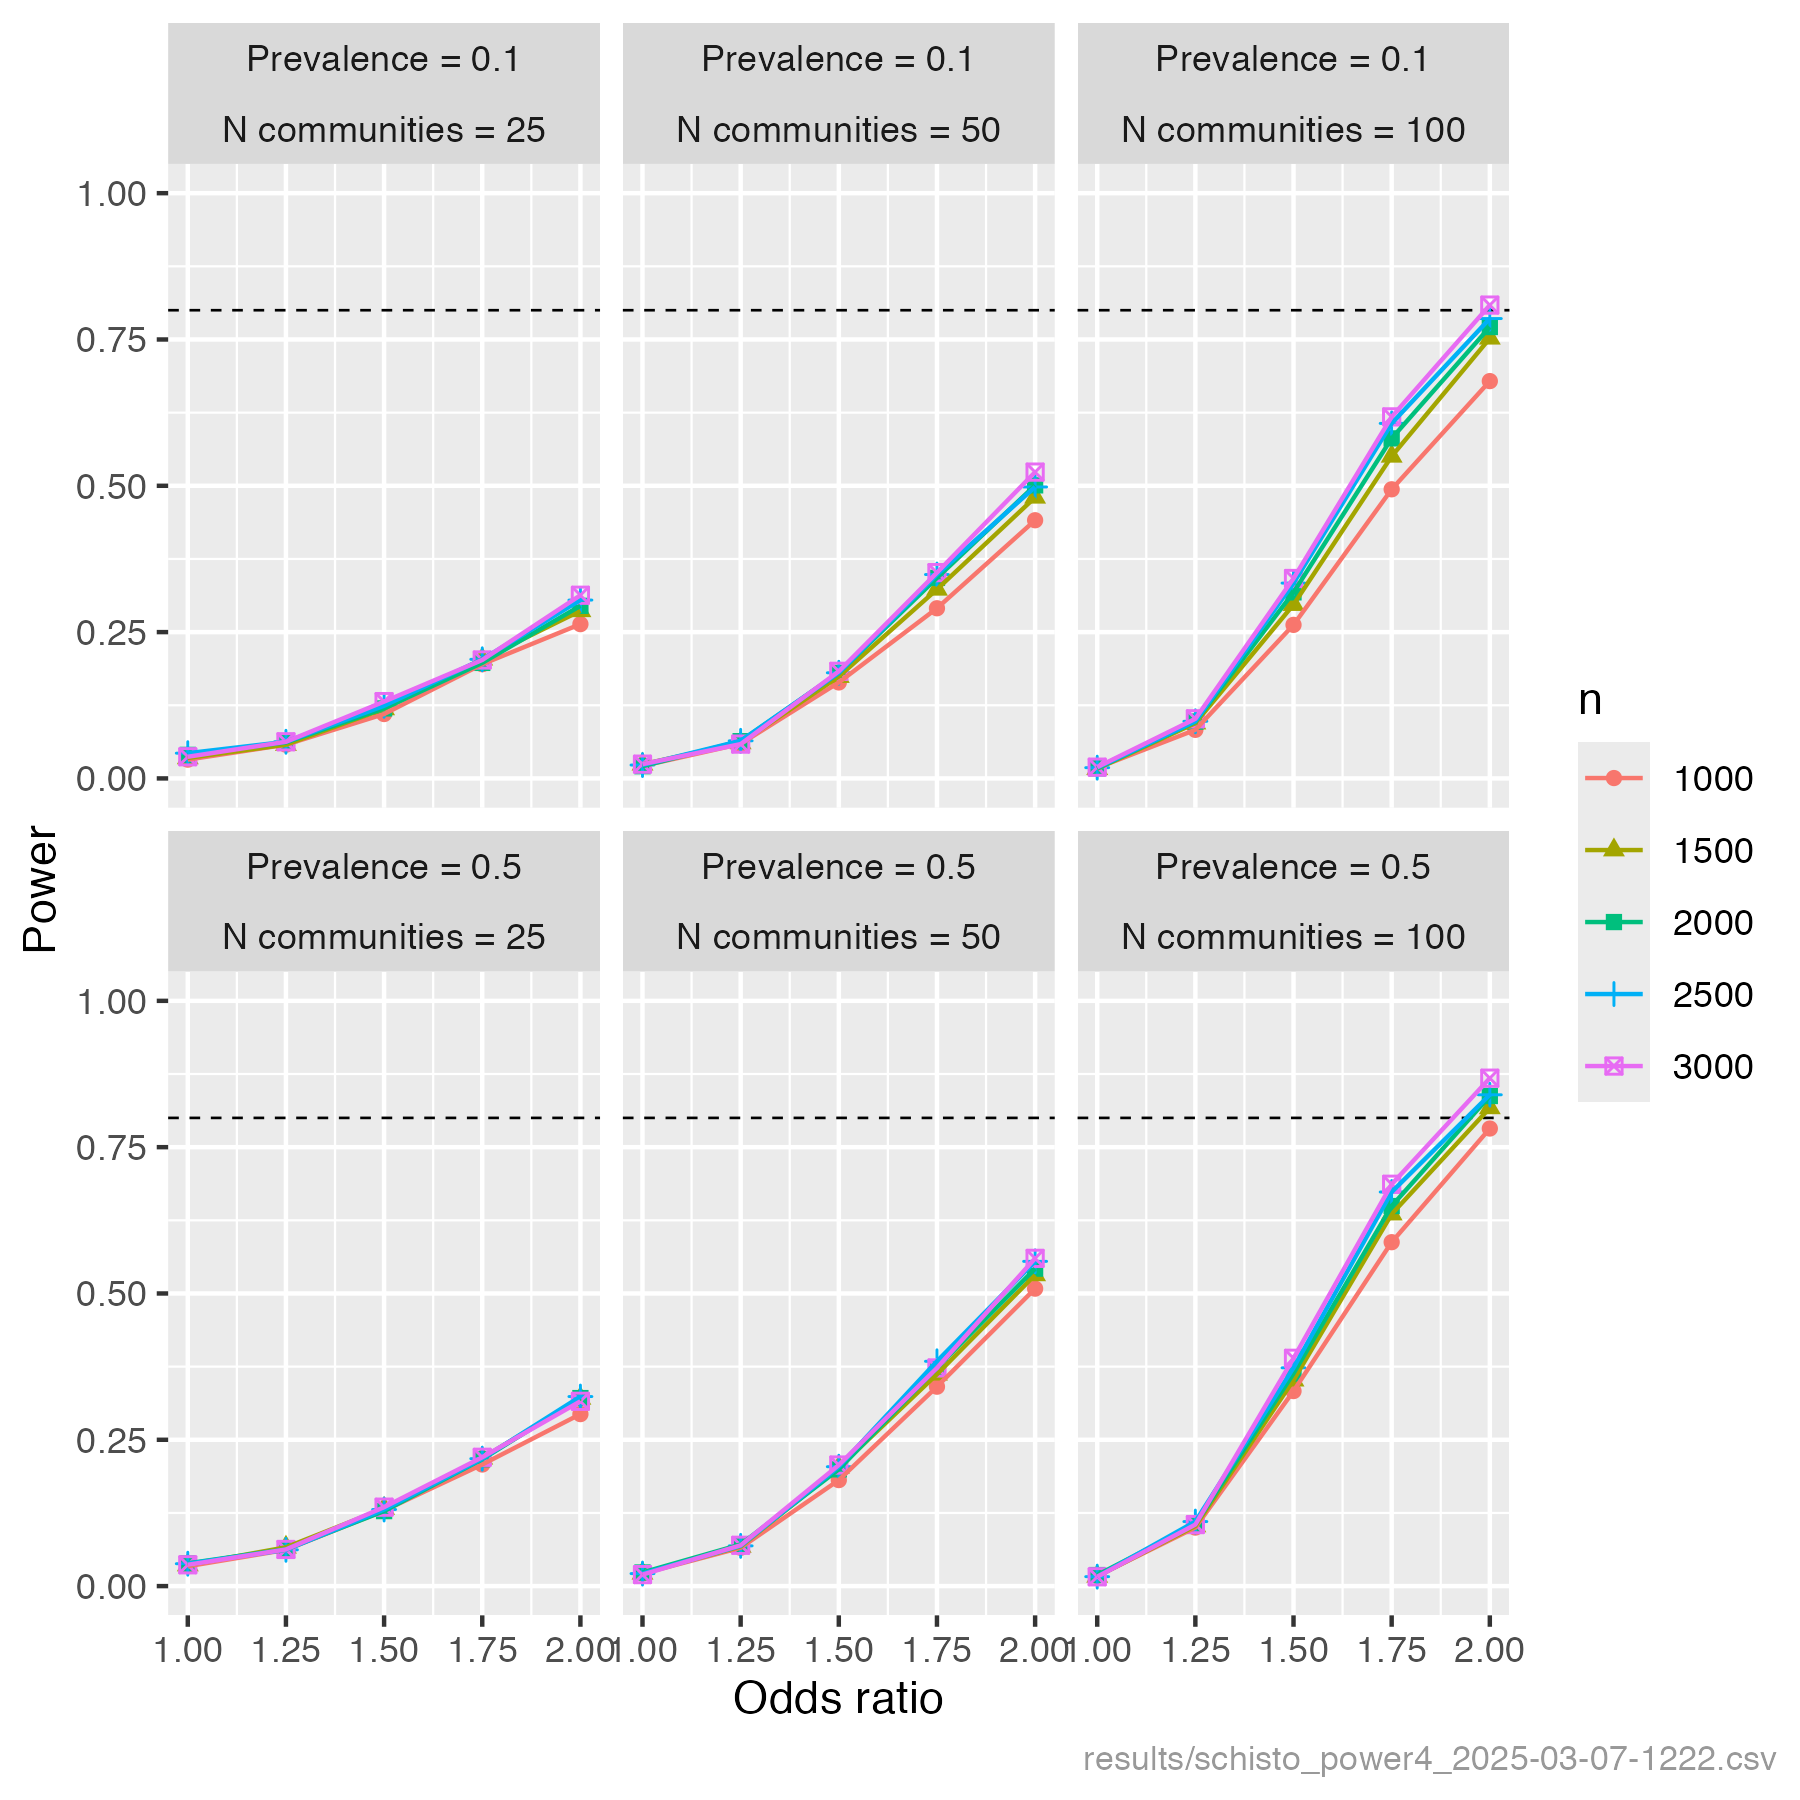 Prevalence = 0.1
N communities = 25
Prevalence = 0.1
N communities = 50
Prevalence = 0.1
N communities = 100
1.00
0.75
0.50
0.25
0.00
Prevalence = 0.5
N communities = 25
Prevalence = 0.5
N communities = 50
Prevalence = 0.5
N communities = 100
1.00
0.75
0.50
0.25
0.00
Power
1.00 1.25 1.50 1.75 2.00
1.00 1.25 1.50 1.75 2.00
1.00 1.25 1.50 1.75 2.00
Odds ratio
n
1000
1500
2000
2500
3000
results/schisto_power4_2025-03-07-1222.csv